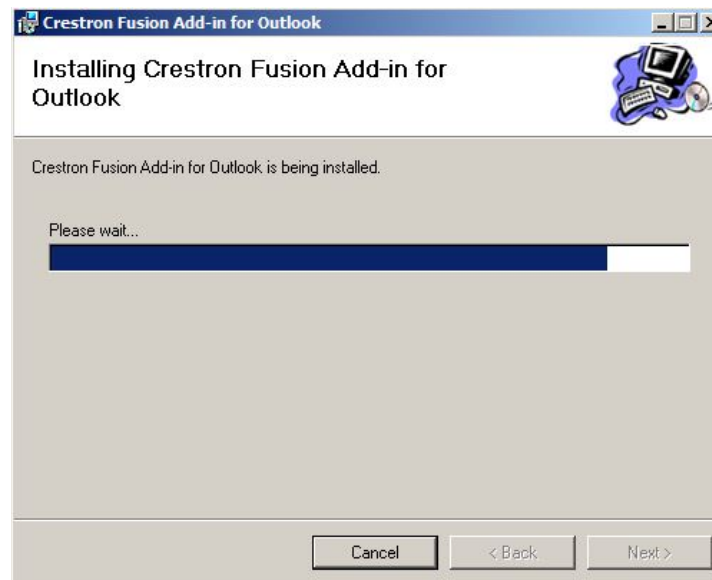 Crestron Fusion Add-in for Outlook
Installing Crestron Fusion Add-in for
Outlook
Crestron Fusion Add-in for Outlook is being installed.
Please wait...
Cancel
< Back
Next >